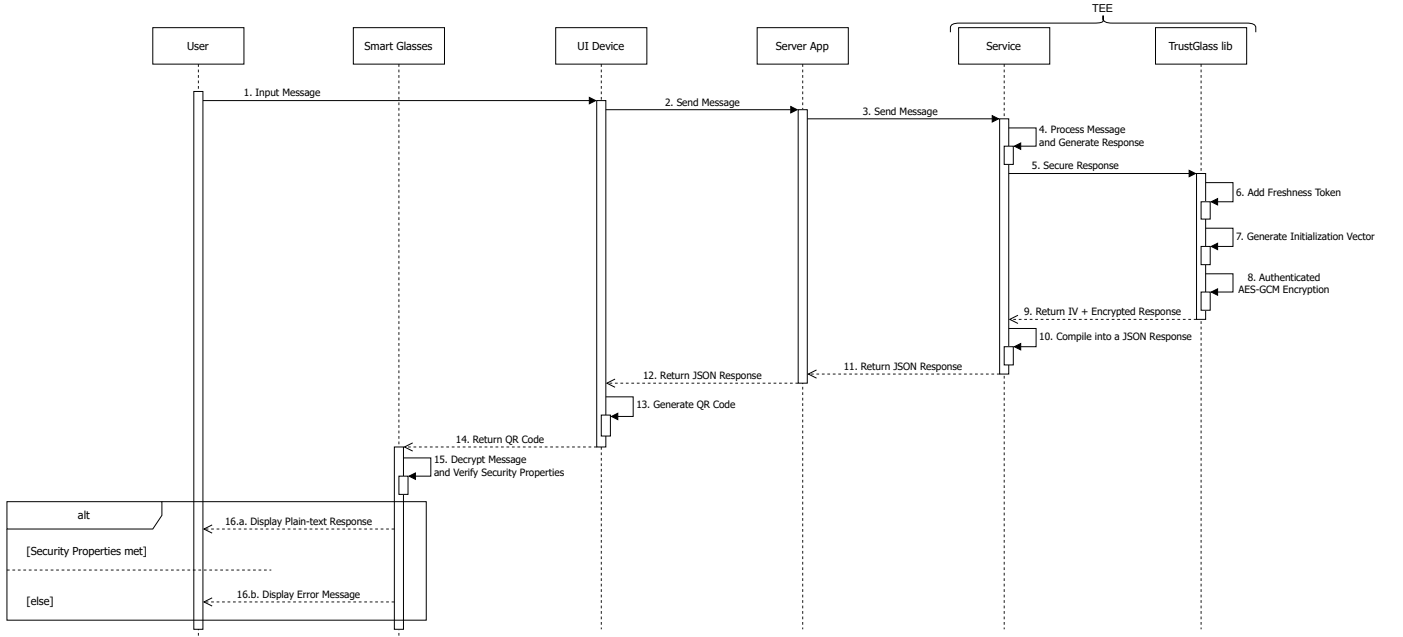 TEE
User
Smart Glasses
UI Device
Server App
Service
TrustGlass lib
1. Input Message
2. Send Message
3. Send Message
4. Process Message
and Generate Response
5. Secure Response
6. Add Freshness Token
7. Generate Initialization Vector
8. Authenticated
AES-GCM Encryption
9. Return IV + Encrypted Response
10. Compile into a JSON Response
11. Return JSON Response
12. Return JSON Response
13. Generate QR Code
14. Return QR Code
15. Decrypt Message
and Verify Security Properties
alt
16.a. Display Plain-text Response
[Security Properties met]
16.b. Display Error Message
[else]